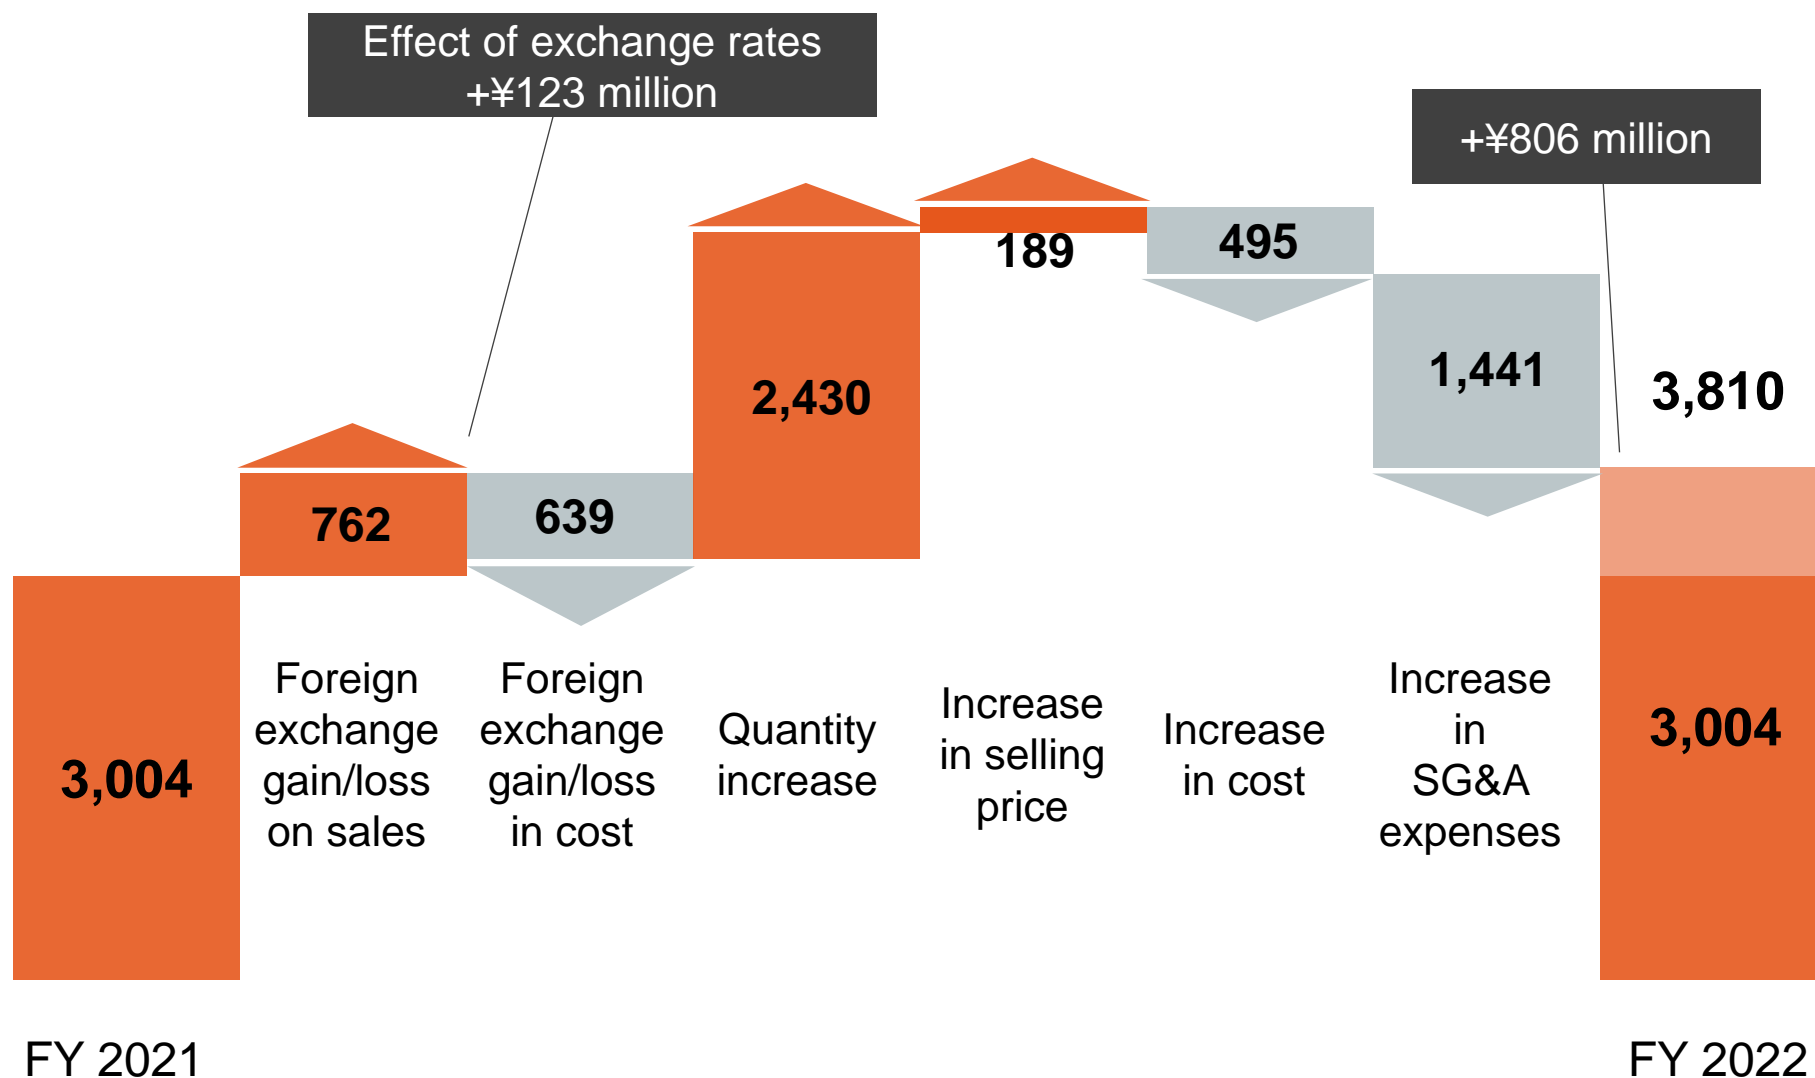 Effect of exchange rates
+¥123 million
+¥806 million
189
495
1,441
2,430
3,810
762
639
3,004
Foreign
exchange
gain/loss
on sales
Foreign
exchange
gain/loss
in cost
Quantity
increase
Increase
in selling
price
Increase
in cost
Increase
in
SG&A
expenses
3,004
FY 2021
FY 2022